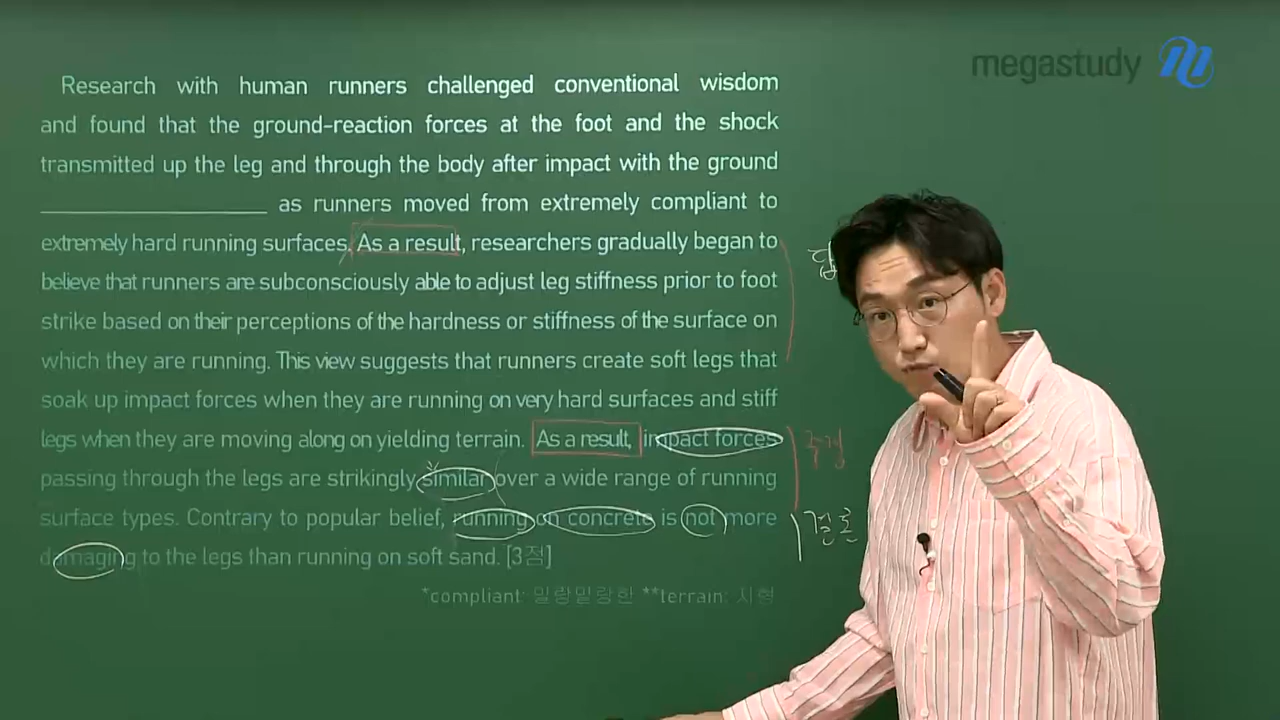 megastudy
Research with human runners challenged conventional wisdom
and found that the ground-reaction forces at the foot and the shock
transmitted up the leg and through the body after impact with the ground
as runners moved from extremely compliant to
extremely hard running surfaces. As a result, researchers gradually began to
believe that runners are subconsciously able to adjust leg stiffness prior to foot
strike based on their perceptions of the hardness or stiffness of the surface on
which they are running. This view suggests that runners create soft legs that
soak up impact forces when they are running on very hard surfaces and stiff
legs when they are moving along on yielding terrain. As a result, impact forces
passing through the legs are strikingly similar over a wide range of running
surface types. Contrary to popular belief, running on concrete is not more
damaging to the legs than running on soft sand. [3점]
*compliant: 말랑말랑한 **terrain: 지형
결론